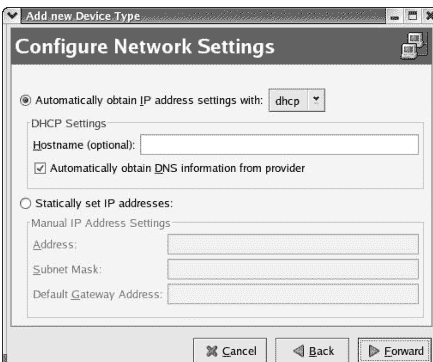 Add new Device Type
Configure Network Settings
Automatically obtain IP address settings with: dhcp
DHCP Settings
Hostname (optional):
Automatically obtain DNS information from provider
Statically set IP addresses:
Manual IP Address Settings
Address:
Subnet Mask:
Default Gateway Address:
Cancel Back Forward